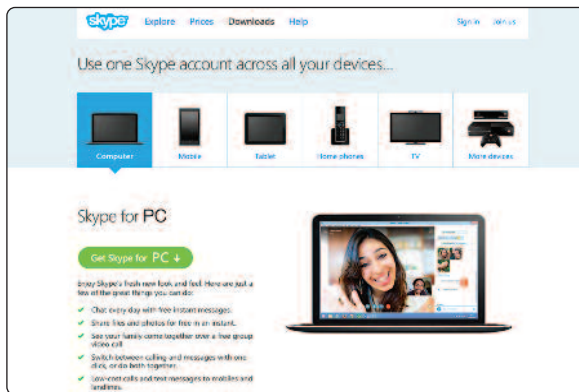 skype Explore Prices Downloads Help Sign in Join us
Use one Skype account across all your devices...
Computer Mobile Tablet Home phones TV More devices
Skype for PC
Get Skype for PC ↓
Enjoy Skype's fresh new look and feel. Here are just a
few of the great things you can do:
Chat every day with free instant messages.
Share files and photos for free in an instant.
See your family come together over a free group
video call.
Switch between calling and messages with one
click, or do both together.
Low-cost calls and text messages to mobiles and
landlines.